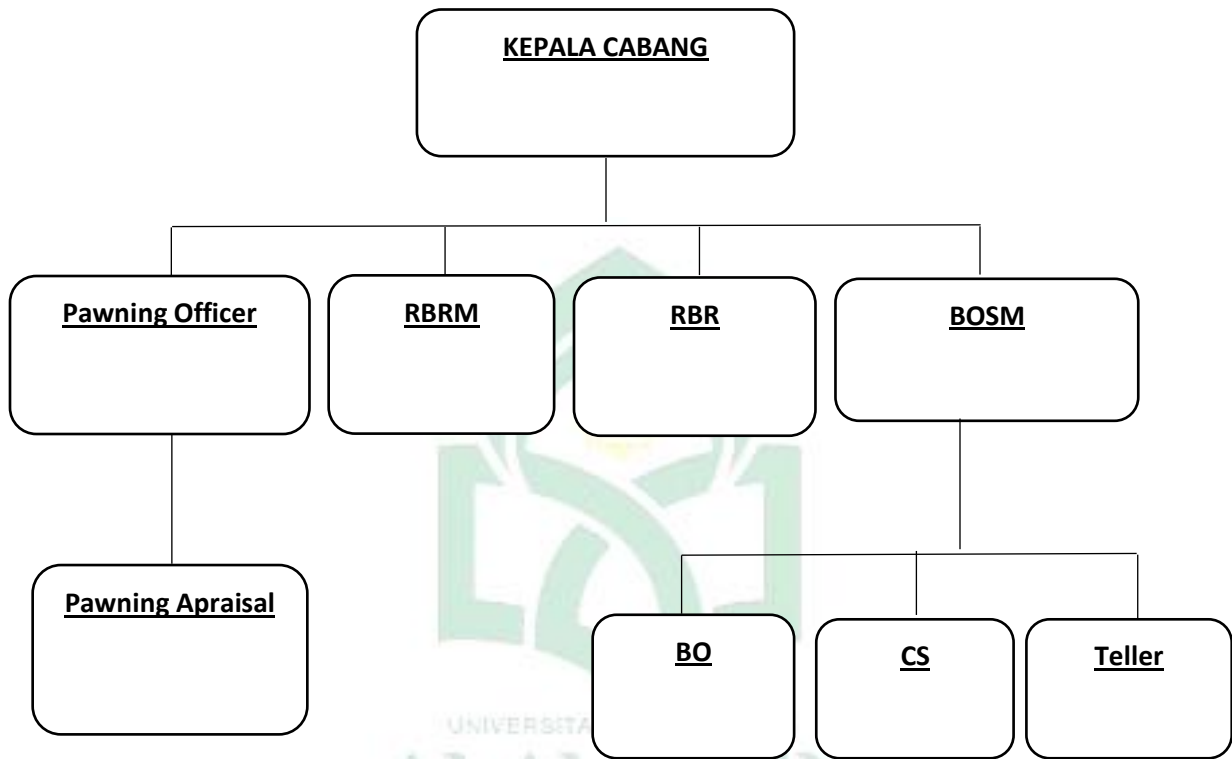 KEPALA CABANG
Pawning Officer
RBRM
RBR
BOSM
Pawning Apraisal
BO
CS
Teller